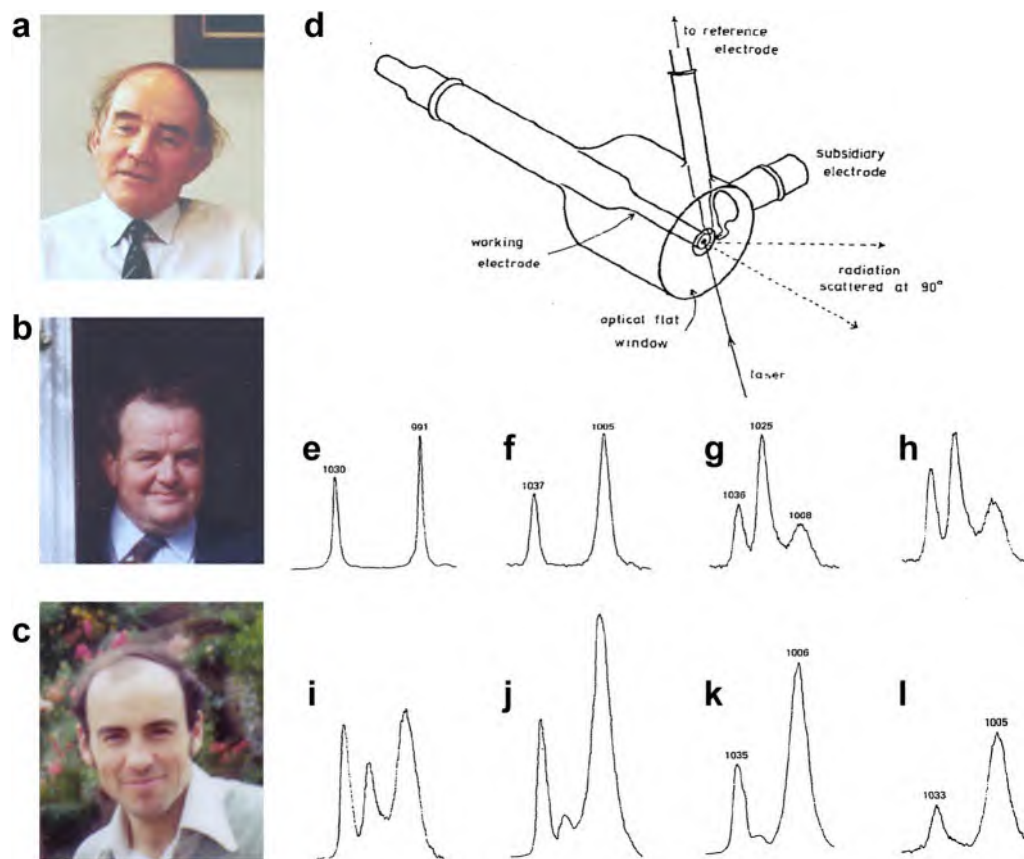 a
d
to reference
electrode
subsidiary
electrode
working
electrode
radiation
scattered at 90°
optical flat
window
laser
b
e
1030
991
f
1037
1005
g
1036
1025
1008
h
c
i
j
k
1035
1006
l
1033
1005